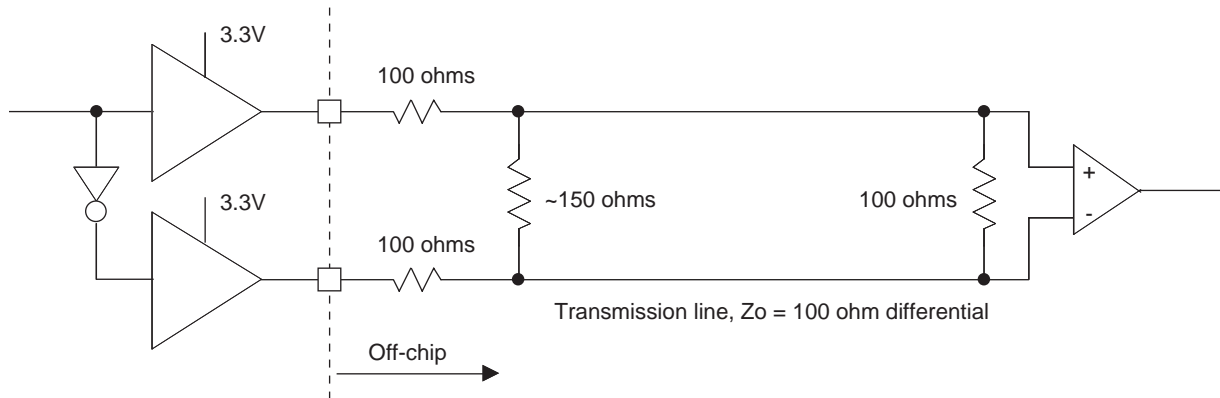 3.3V
100 ohms
3.3V
~150 ohms
100 ohms
100 ohms
+
-
Transmission line, Zo = 100 ohm differential
Off-chip